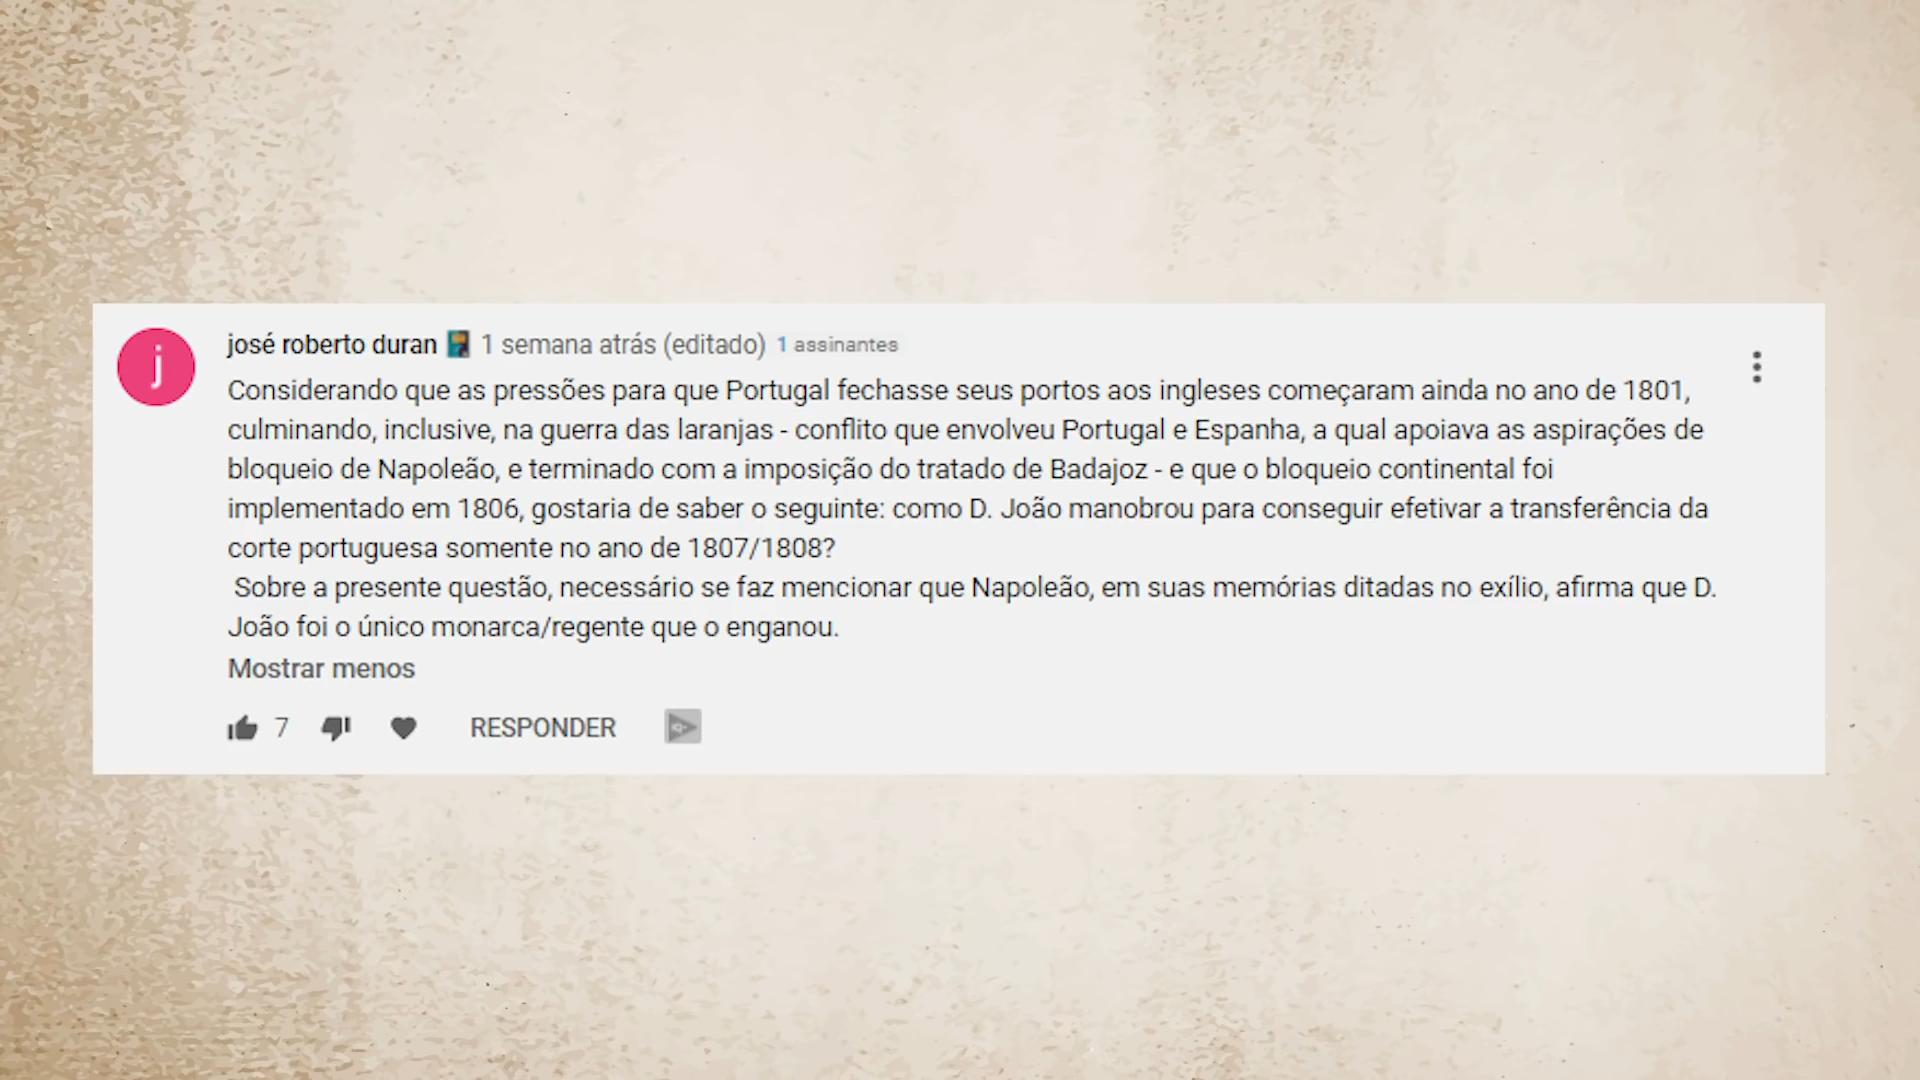 josé roberto duran 1 semana atrás (editado) 1 assinantes
Considerando que as pressões para que Portugal fechasse seus portos aos ingleses começaram ainda no ano de 1801,
culminando, inclusive, na guerra das laranjas - conflito que envolveu Portugal e Espanha, a qual apoiava as aspirações de
bloqueio de Napoleão, e terminado com a imposição do tratado de Badajoz - e que o bloqueio continental foi
implementado em 1806, gostaria de saber o seguinte: como D. João manobrou para conseguir efetivar a transferência da
corte portuguesa somente no ano de 1807/1808?
Sobre a presente questão, necessário se faz mencionar que Napoleão, em suas memórias ditadas no exílio, afirma que D.
João foi o único monarca/regente que o enganou.
Mostrar menos
7 RESPONDER